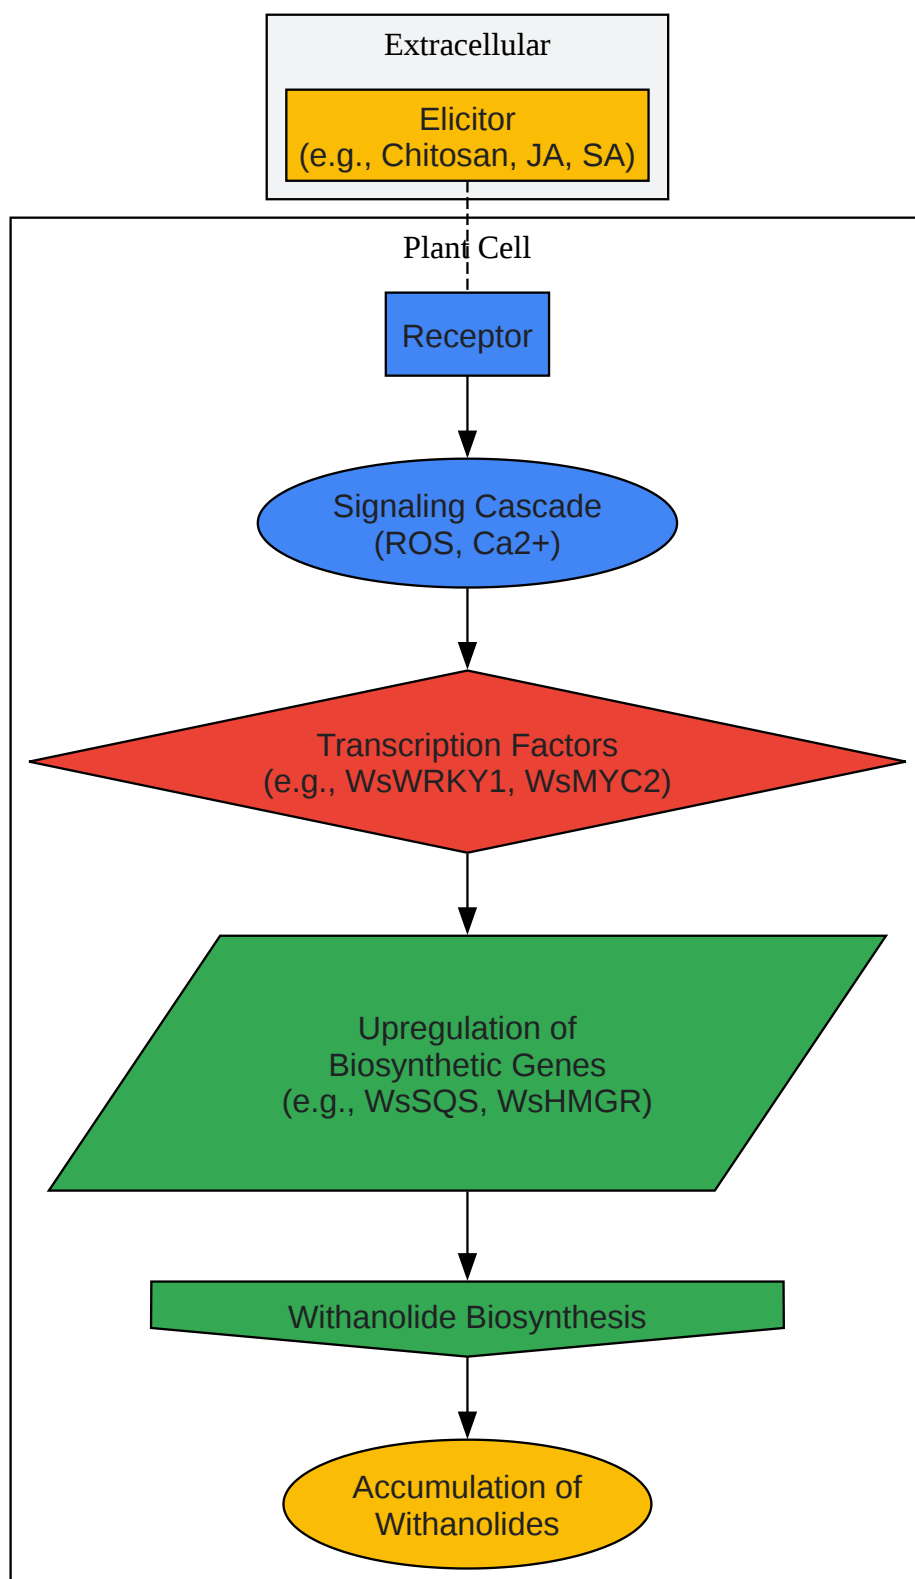 Extracellular
Elicitor
(e.g., Chitosan, JA, SA)
Plant Cell
Receptor
Signaling Cascade
(ROS, Ca2+)
Transcription Factors
(e.g., WsWRKY1, WsMYC2)
Upregulation of
Biosynthetic Genes
(e.g., WsSQS, WsHMGR)
Withanolide Biosynthesis
Accumulation of
Withanolides